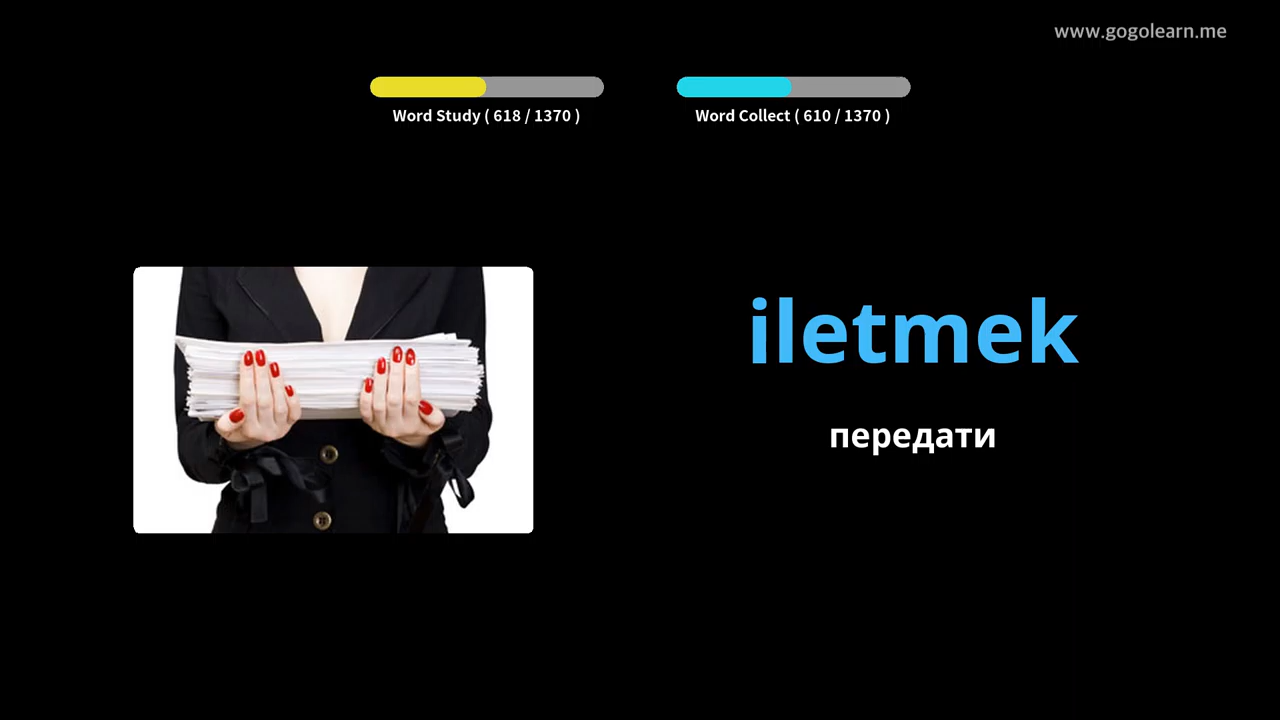 www.gogolearn.me
Word Study ( 618 / 1370 )
Word Collect ( 610 / 1370 )
iletmek
передати